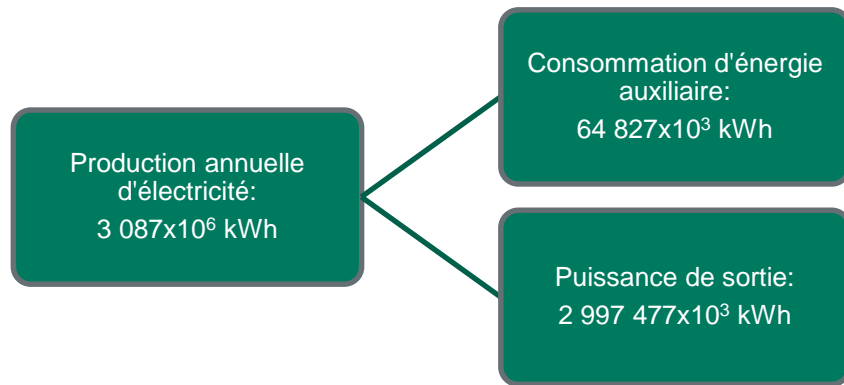 Production annuelle
d'électricité:
3 087x10⁶ kWh
Consommation d'énergie
auxiliaire:
64 827x10³ kWh
Puissance de sortie:
2 997 477x10³ kWh